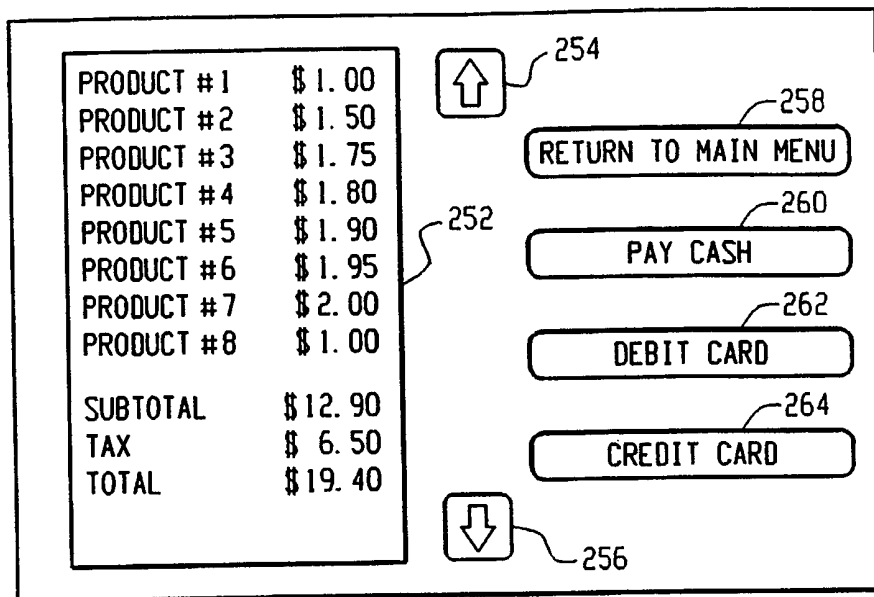 PRODUCT #1 $1.00
PRODUCT #2 $1.50
PRODUCT #3 $1.75
PRODUCT #4 $1.80
PRODUCT #5 $1.90
PRODUCT #6 $1.95
PRODUCT #7 $2.00
PRODUCT #8 $1.00
SUBTOTAL $12.90
TAX $ 6.50
TOTAL $19.40
252
254
256
258
RETURN TO MAIN MENU
260
PAY CASH
262
DEBIT CARD
264
CREDIT CARD